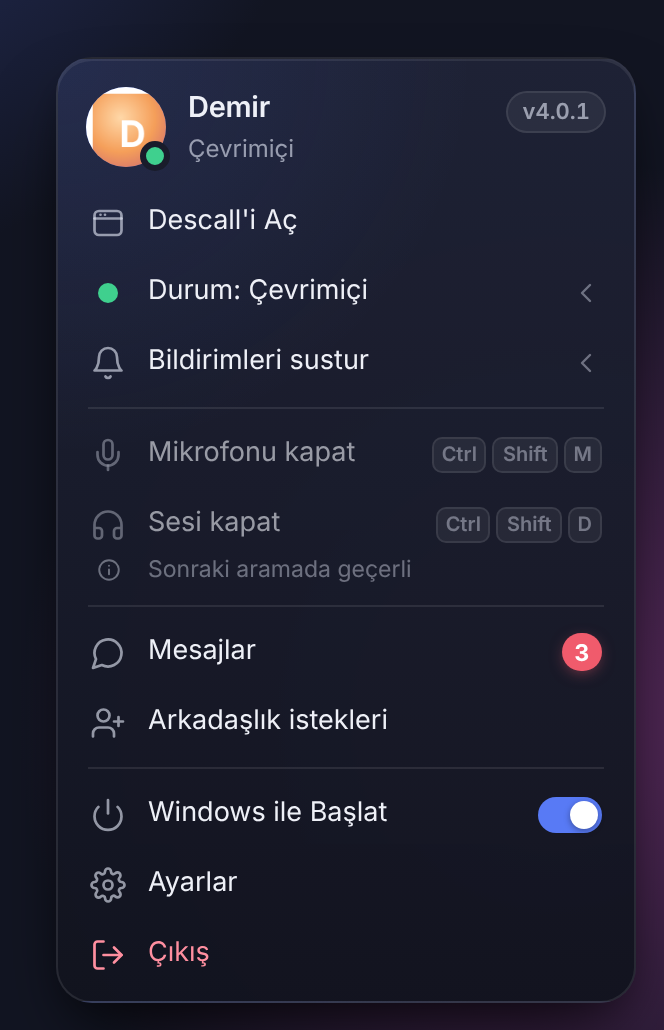 D
Demir
v4.0.1
Çevrimiçi
Descall'i Aç
Durum: Çevrimiçi
Bildirimleri sustur
Mikrofonu kapat Ctrl Shift M
Sesi kapat Ctrl Shift D
Sonraki aramada geçerli
Mesajlar 3
Arkadaşlık istekleri
Windows ile Başlat
Ayarlar
Çıkış